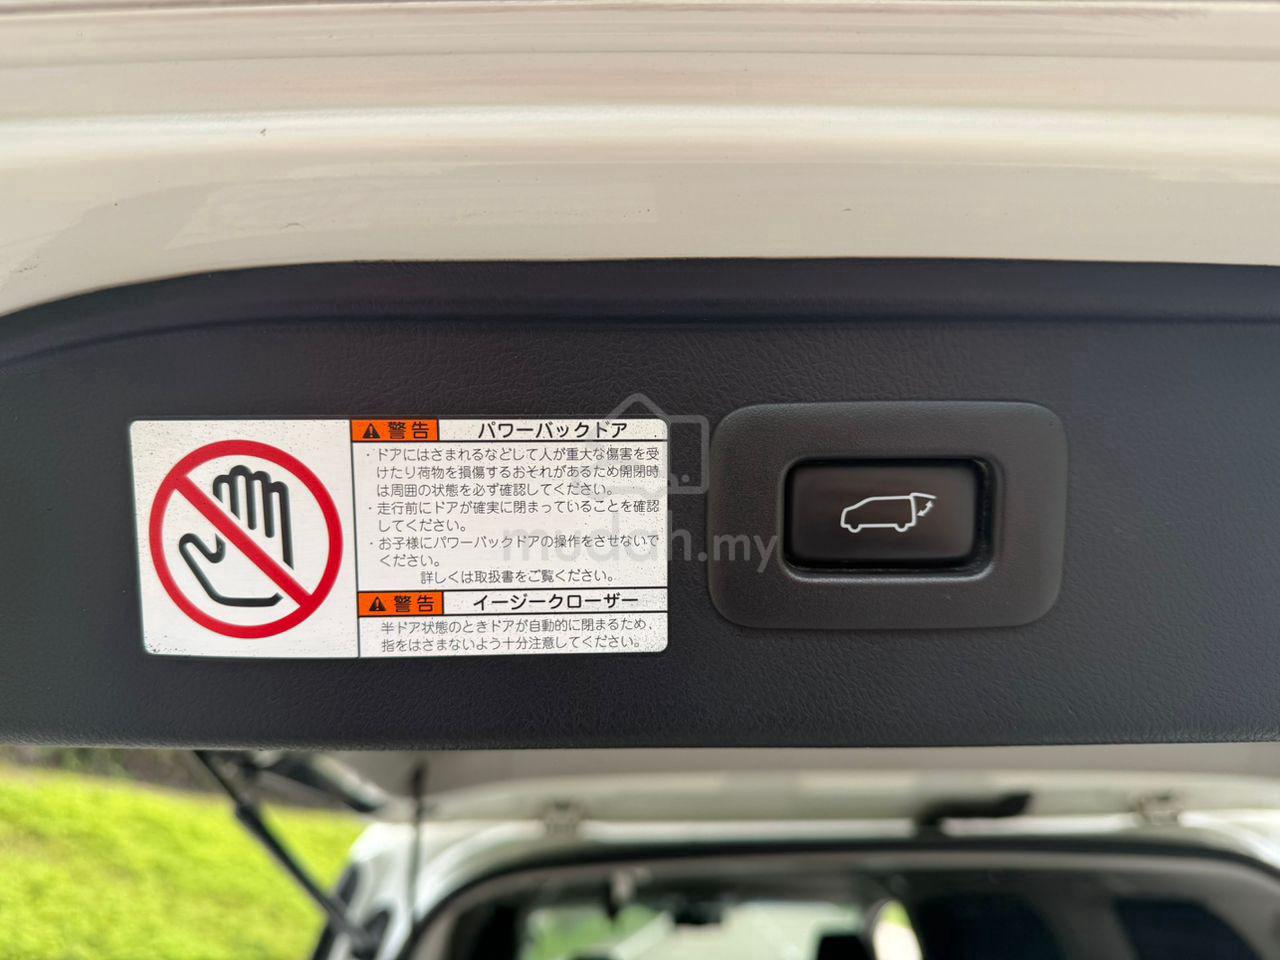 警告 パワーバックドア
・ドアにはさまれるなどして人が重大な傷害を受
けたり荷物を損傷するおそれがあるため開閉時
は周囲の状態を必ず確認してください。
・走行前にドアが確実に閉まっていることを確認
してください。
・お子様にパワーバックドアの操作をさせないで
ください。
詳しくは取扱書をご覧ください。
警告 イージークローザー
半ドア状態のときドアが自動的に閉まるため、
指をはさまないよう十分注意してください。
mudah.my